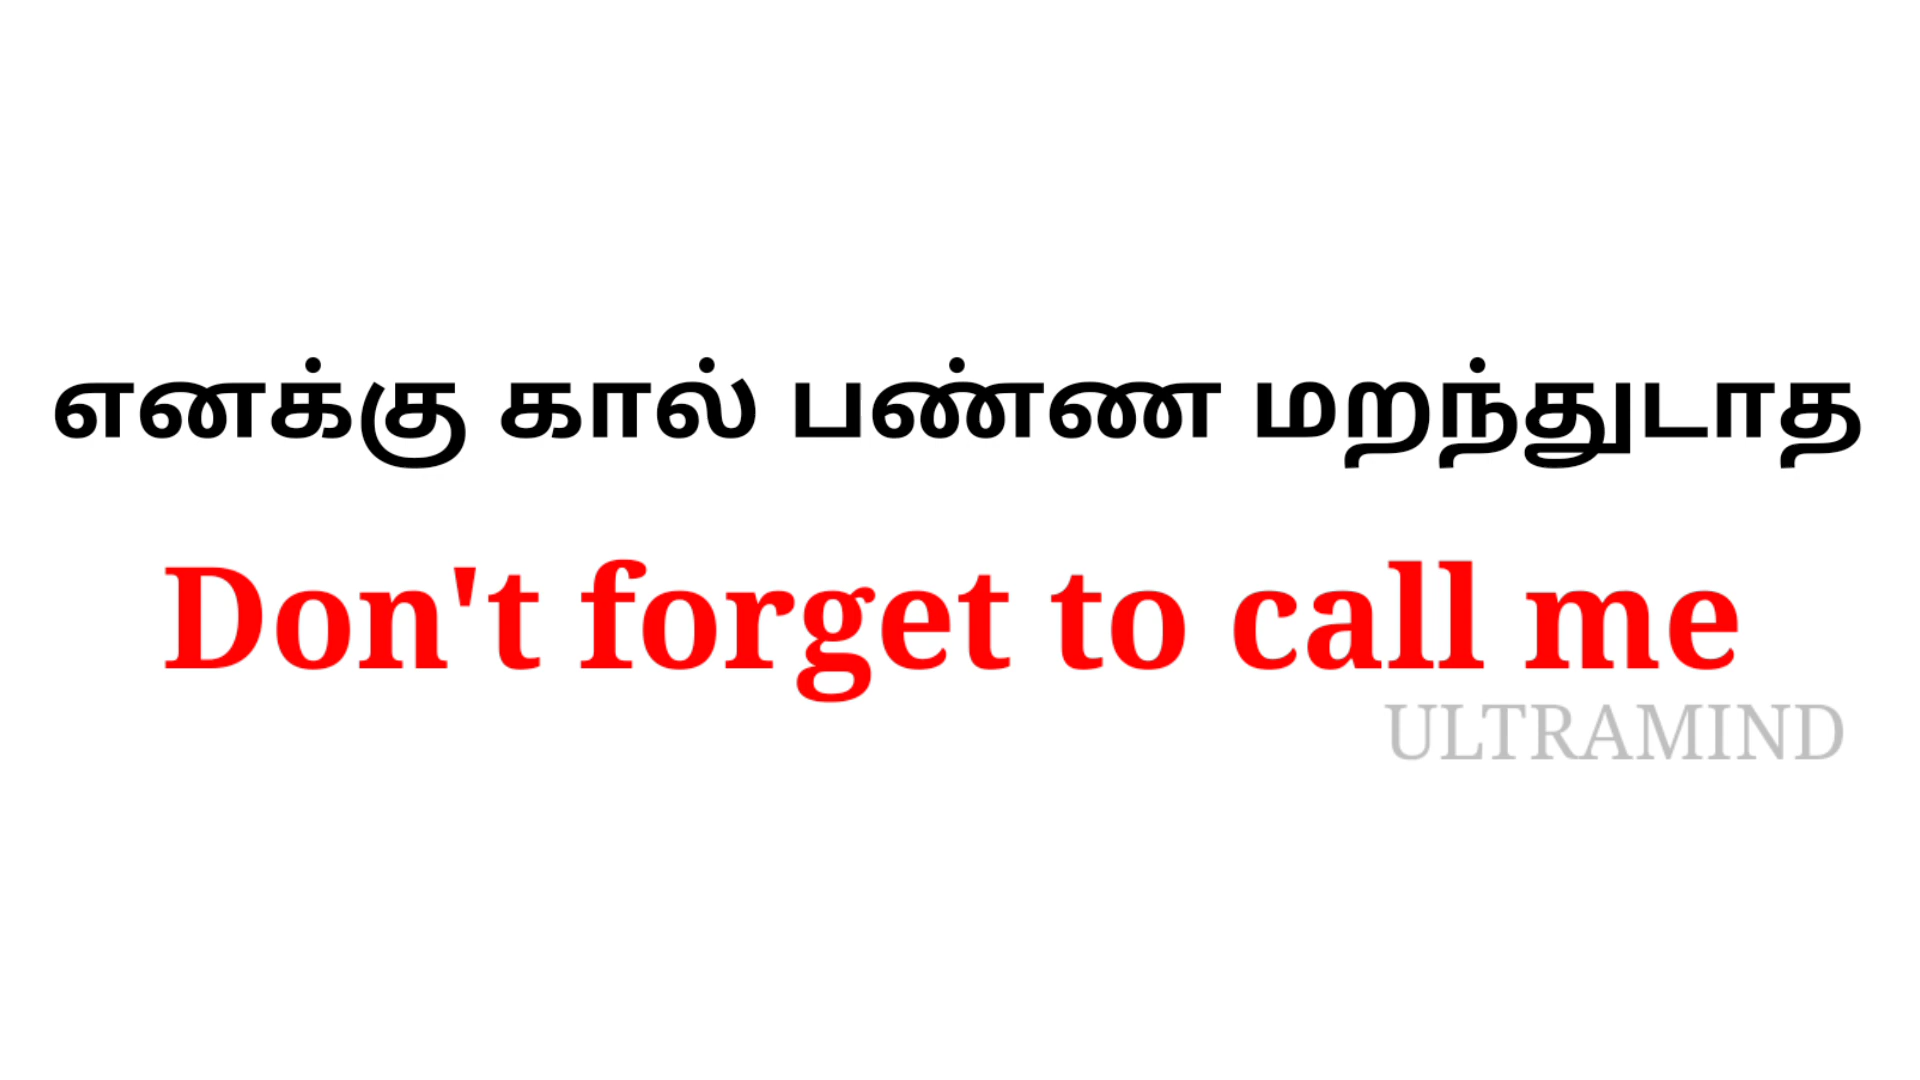 எனக்கு கால் பண்ண மறந்துடாத
Don't forget to call me
ULTRAMIND